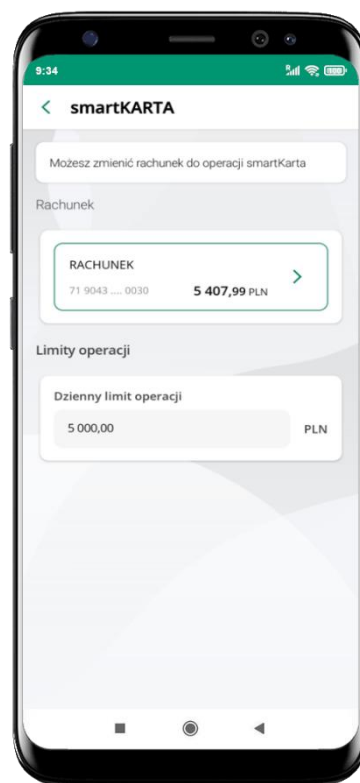 9:34
smartKARTA
Możesz zmienić rachunek do operacji smartKarta
Rachunek
RACHUNEK
71 9043 .... 0030 5 407,99 PLN
Limity operacji
Dzienny limit operacji
5 000,00 PLN